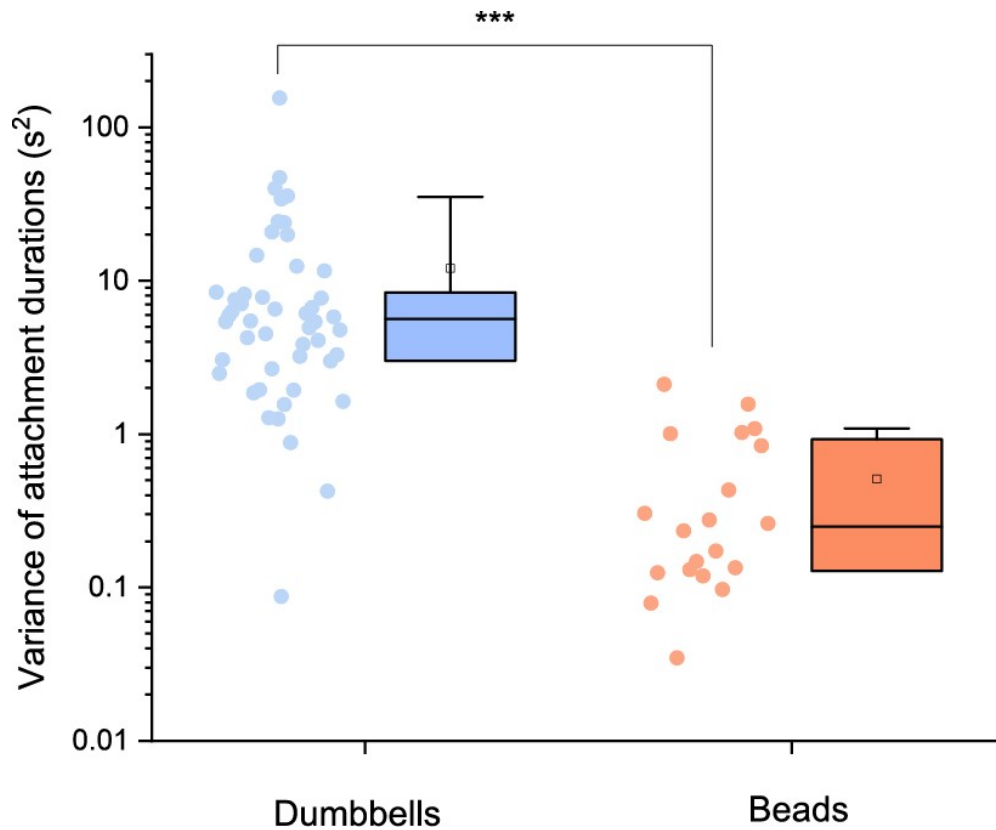 ***
Variance of attachment durations (s²)
100
10
1
0.1
0.01
Dumbbells
Beads